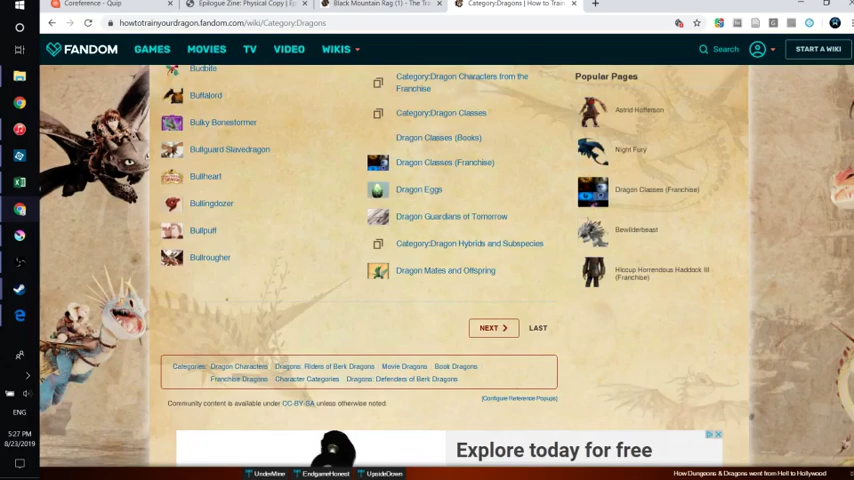 Coreference - Quip
Epilogue Zine: Physical Copy | Ep
Black Mountain Rag (1) - The Tro
Category:Dragons | How to Train
howtotrainyourdragon.fandom.com/wiki/Category:Dragons
FANDOM GAMES MOVIES TV VIDEO WIKIS Search START A WIKI
Budbite
Buffalord
Bulky Bonestormer
Bullguard Slavedragon
Bullheart
Bullingdozer
Bullpuff
Bullrougher
Category:Dragon Characters from the
Franchise
Category:Dragon Classes
Dragon Classes (Books)
Dragon Classes (Franchise)
Dragon Eggs
Dragon Guardians of Tomorrow
Category:Dragon Hybrids and Subspecies
Dragon Mates and Offspring
Popular Pages
Astrid Hofferson
Night Fury
Dragon Classes (Franchise)
Bewilderbeast
Hiccup Horrendous Haddock III
(Franchise)
NEXT LAST
Categories: Dragon Characters Dragons: Riders of Berk Dragons Movie Dragons Book Dragons
Franchise Dragons Character Categories Dragons: Defenders of Berk Dragons
[Configure Reference Popups]
Community content is available under CC-BY-SA unless otherwise noted.
Explore today for free
UnderMine EndgameHonest UpsideDown How Dungeons & Dragons went from Hell to Hollywood
ENG
5:27 PM
8/23/2019